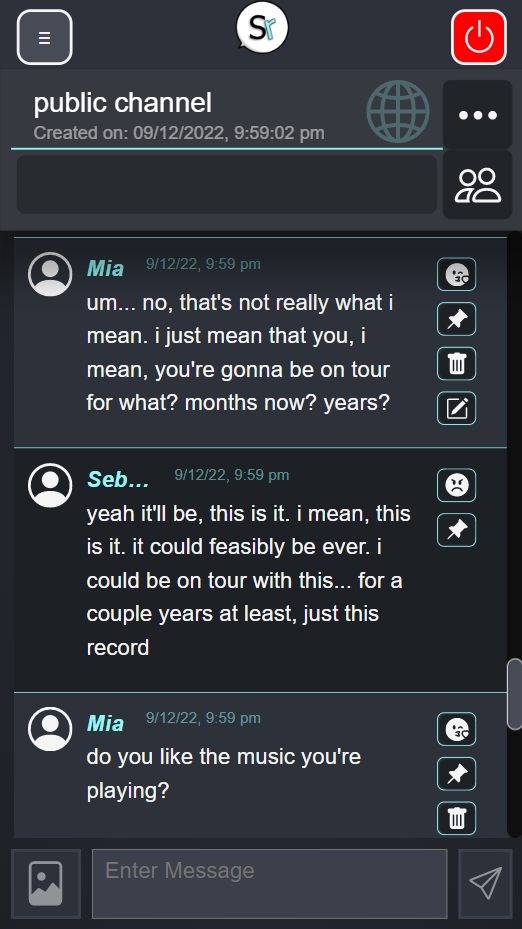 Sr
public channel
Created on: 09/12/2022, 9:59:02 pm
Mia 9/12/22, 9:59 pm
um... no, that's not really what i
mean. i just mean that you, i
mean, you're gonna be on tour
for what? months now? years?
Seb... 9/12/22, 9:59 pm
yeah it'll be, this is it. i mean, this
is it. it could feasibly be ever. i
could be on tour with this... for a
couple years at least, just this
record
Mia 9/12/22, 9:59 pm
do you like the music you're
playing?
Enter Message